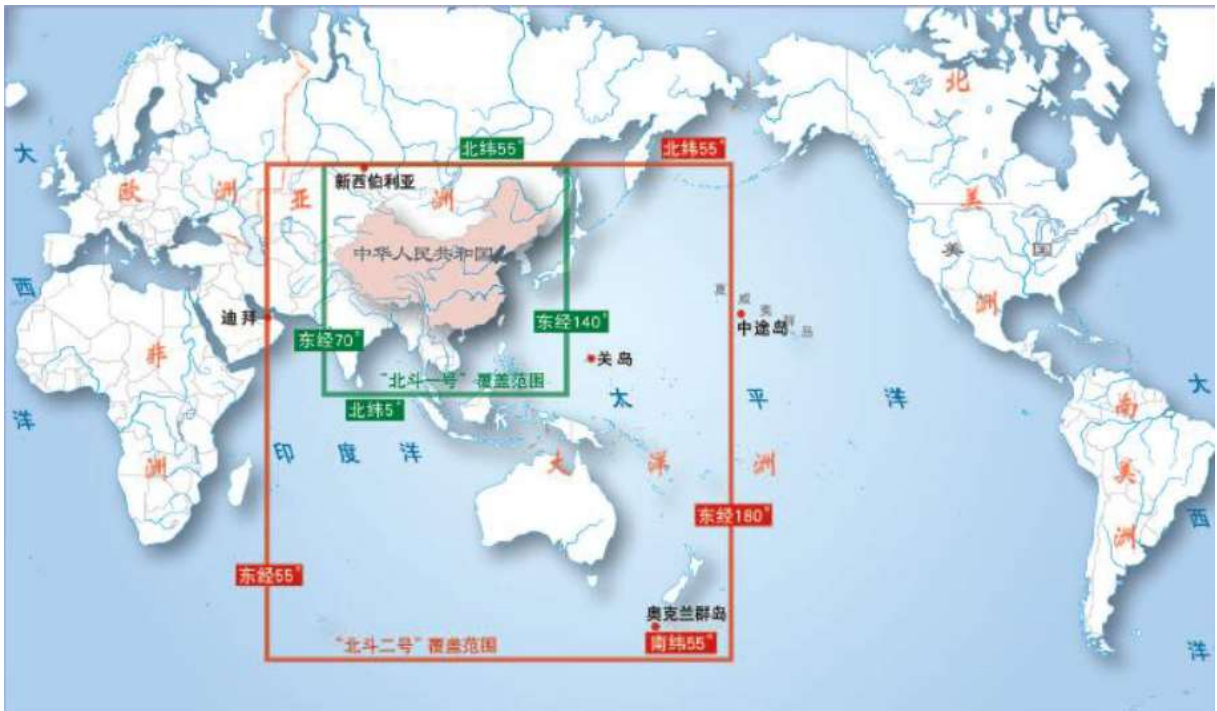 北
大
北纬55°
北纬55°
新西伯利亚
欧
洲
亚
洲
美
中华人民共和国
美
国
西
夏
威
夷
群
岛
洲
迪拜
东经140°
中途岛
东经70°
非
关岛
大
“北斗一号”覆盖范围
太
平
洋
南
北纬5°
洋
印
度
洋
大
洋
洲
洲
美
东经180°
西
洲
东经55°
奥克兰群岛
“北斗二号”覆盖范围
南纬55°
洋